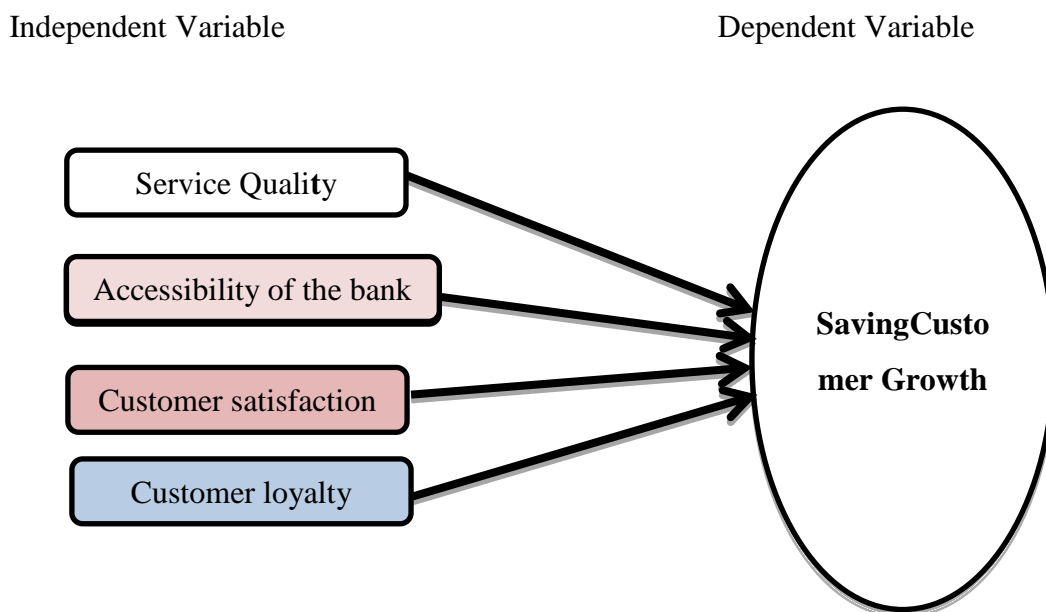 Independent Variable
Dependent Variable
Service Quality
Accessibility of the bank
Customer satisfaction
Customer loyalty
SavingCusto
mer Growth